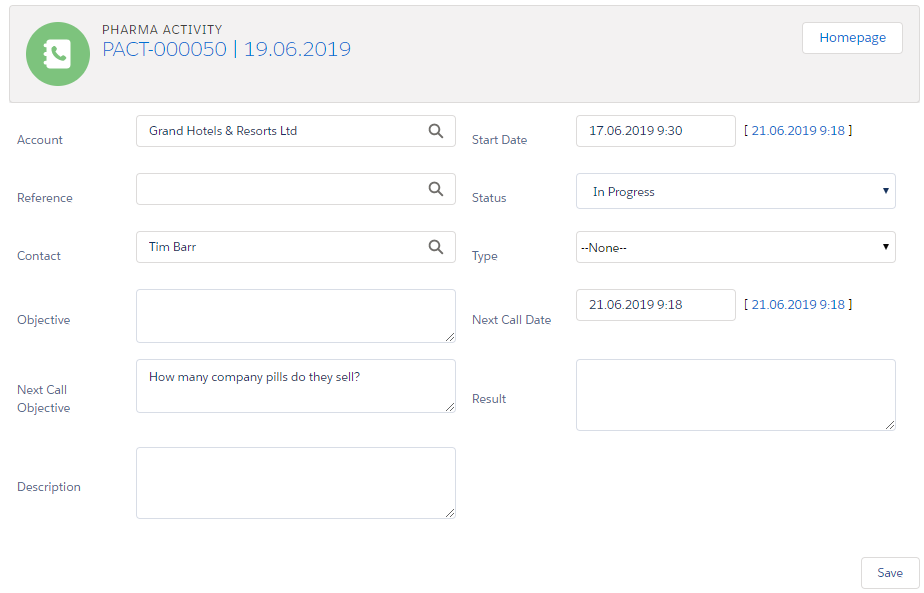 PHARMA ACTIVITY
PACT-000050 | 19.06.2019
Homepage
Account
Grand Hotels & Resorts Ltd
Start Date
17.06.2019 9:30
[ 21.06.2019 9:18 ]
Reference
Status
In Progress
Contact
Tim Barr
Type
--None--
Objective
Next Call Date
21.06.2019 9:18
[ 21.06.2019 9:18 ]
Next Call
Objective
How many company pills do they sell?
Result
Description
Save